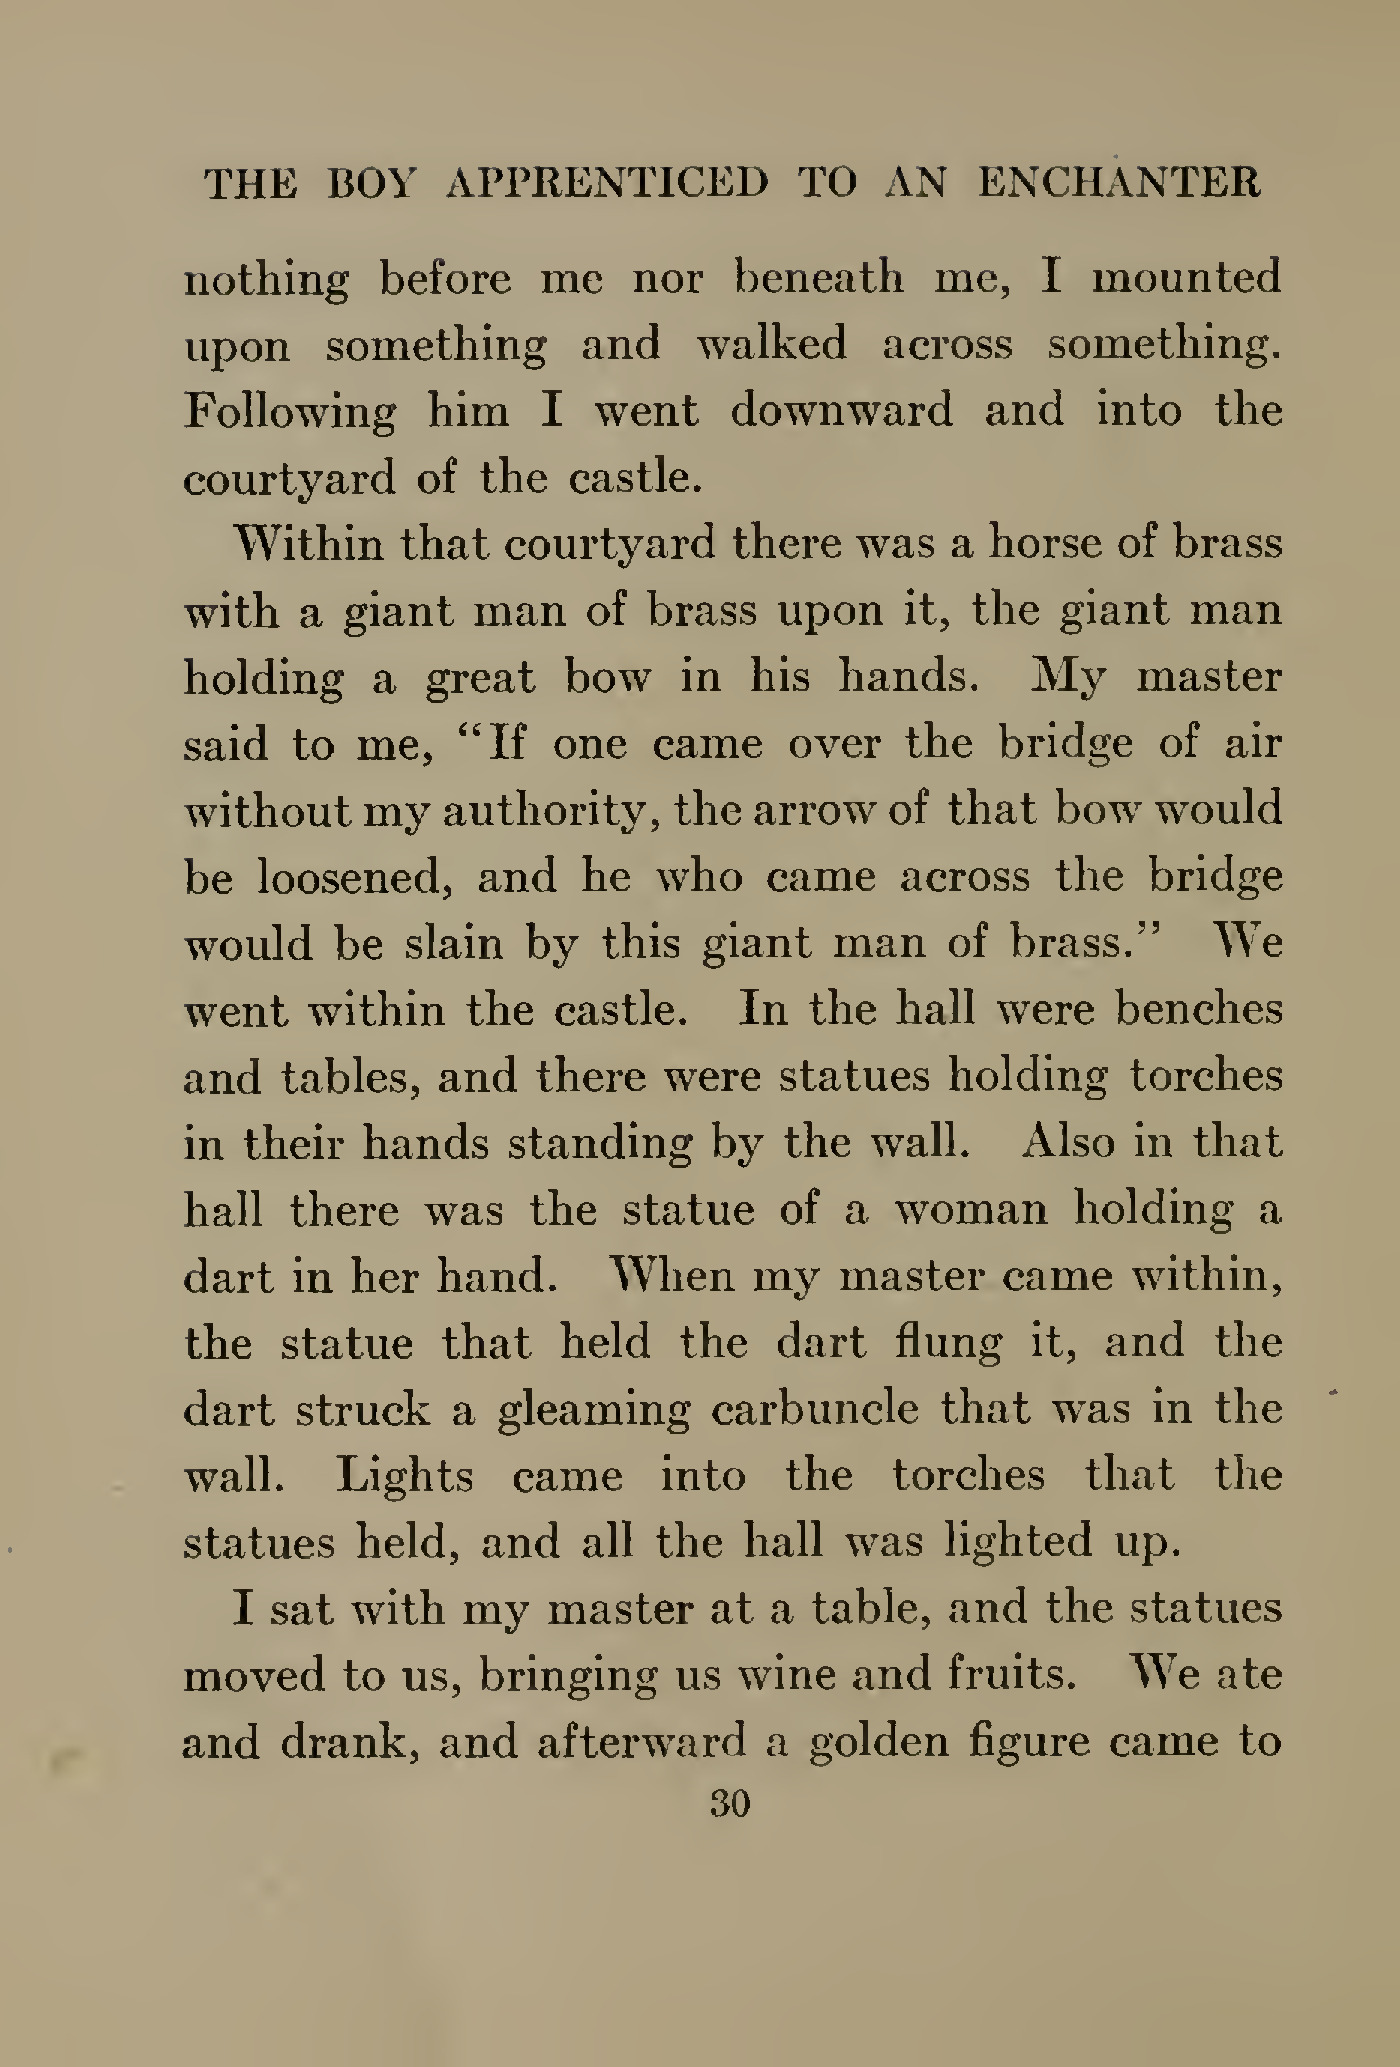 THE BOY APPRENTICED TO AN ENCHANTER
nothing before me nor beneath me, I mounted
upon something and walked across something.
Following him I went downward and into the
courtyard of the castle.
Within that courtyard there was a horse of brass
with a giant man of brass upon it, the giant man
holding a great bow in his hands. My master
said to me, “If one came over the bridge of air
without my authority, the arrow of that bow would
be loosened, and he who came across the bridge
would be slain by this giant man of brass.” We
went within the castle. In the hall were benches
and tables, and there were statues holding torches
in their hands standing by the wall. Also in that
hall there was the statue of a woman holding a
dart in her hand. When my master came within,
the statue that held the dart flung it, and the
dart struck a gleaming carbuncle that was in the
wall. Lights came into the torches that the
statues held, and all the hall was lighted up.
I sat with my master at a table, and the statues
moved to us, bringing us wine and fruits. We ate
and drank, and afterward a golden figure came to
30